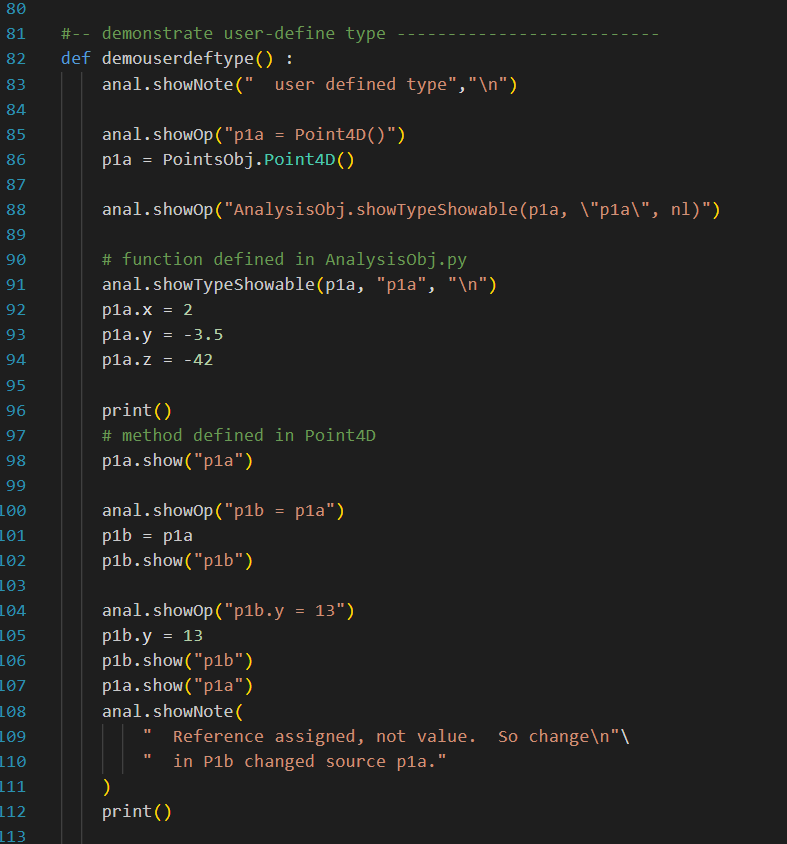 80
81 #-- demonstrate user-define type --------------------------
82 def demouserdeftype() :
83 anal.showNote("  user defined type","\n")
84
85 anal.showOp("p1a = Point4D()")
86 p1a = PointsObj.Point4D()
87
88 anal.showOp("AnalysisObj.showTypeShowable(p1a, \"p1a\", nl)")
89
90 # function defined in AnalysisObj.py
91 anal.showTypeShowable(p1a, "p1a", "\n")
92 p1a.x = 2
93 p1a.y = -3.5
94 p1a.z = -42
95
96 print()
97 # method defined in Point4D
98 p1a.show("p1a")
99
100 anal.showOp("p1b = p1a")
101 p1b = p1a
102 p1b.show("p1b")
103
104 anal.showOp("p1b.y = 13")
105 p1b.y = 13
106 p1b.show("p1b")
107 p1a.show("p1a")
108 anal.showNote(
109 "  Reference assigned, not value.  So change\n"\
110 "  in P1b changed source p1a."
111 )
112 print()
113